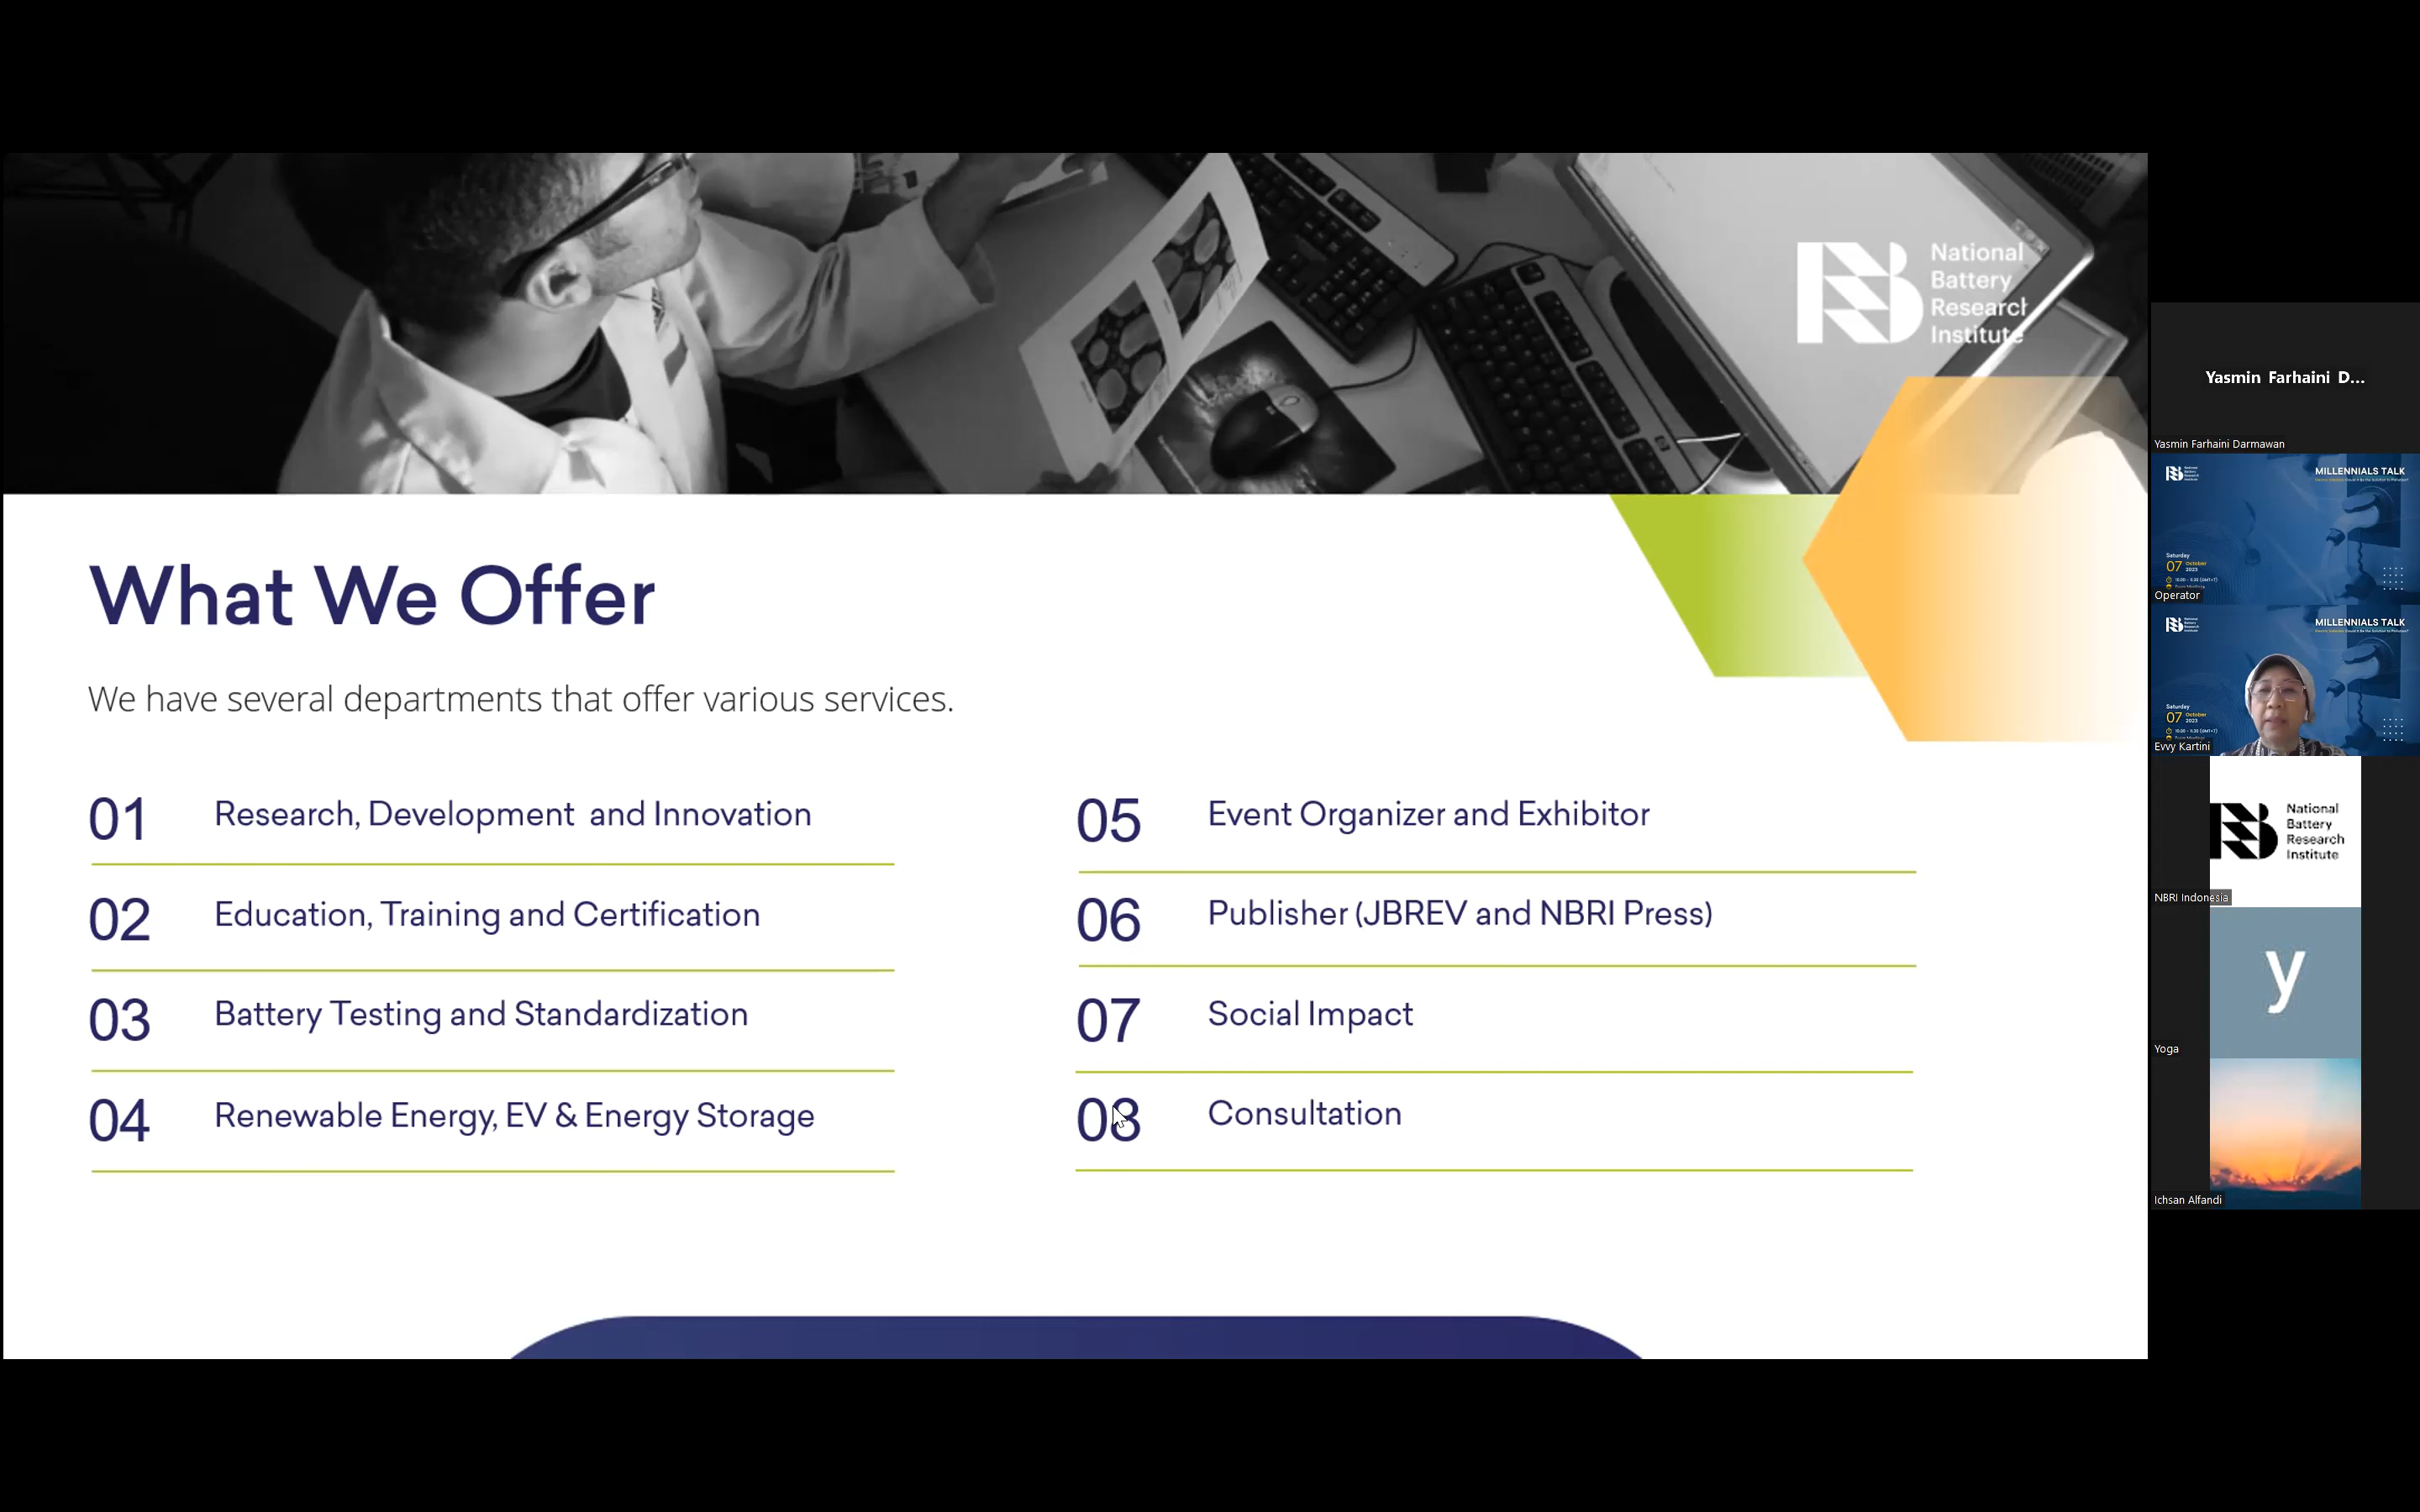 National
Battery
Research
Institute
What We Offer
We have several departments that offer various services.
01 Research, Development and Innovation
02 Education, Training and Certification
03 Battery Testing and Standardization
04 Renewable Energy, EV & Energy Storage
05 Event Organizer and Exhibitor
06 Publisher (JBREV and NBRI Press)
07 Social Impact
08 Consultation
Yasmin Farhaini D...
Yasmin Farhaini Darmawan
MILLENNIALS TALK
Saturday
07 October
2023
Operator
MILLENNIALS TALK
Saturday
07 October
2023
Evvy Kartini
National
Battery
Research
Institute
NBRI Indonesia
y
Yoga
Ichsan Alfandi